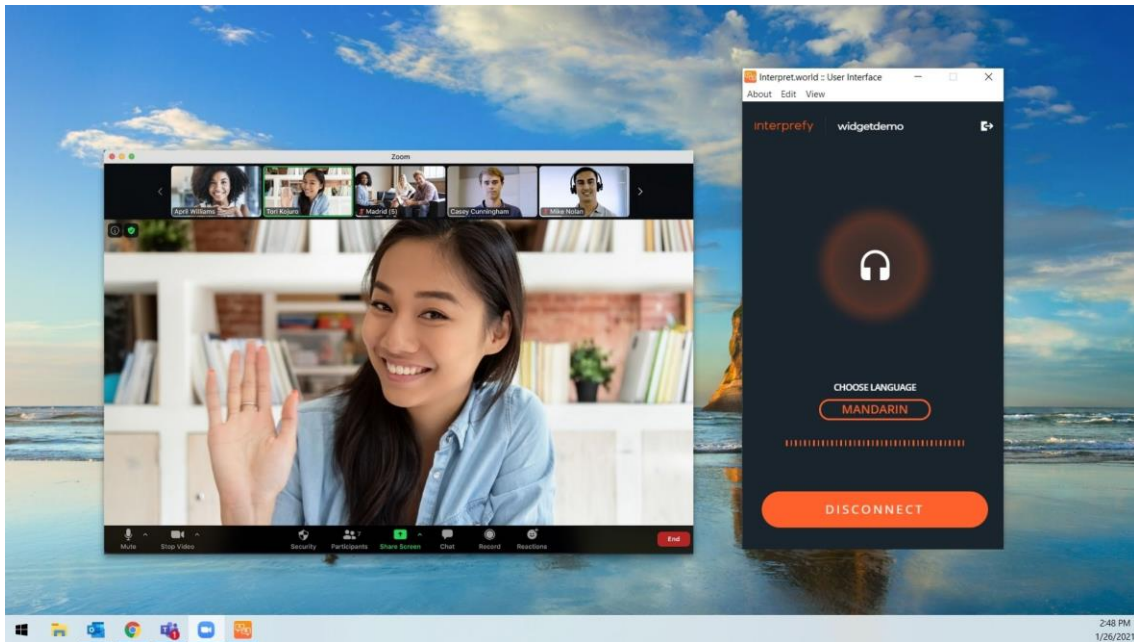 Zoom
April Williams
Tori Kojuro
Madrid (5)
Casey Cunningham
Mike Nolan
Mute
Stop Video
Security
Participants
7
Share Screen
Chat
Record
Reactions
End
Interpret.world :: User Interface
About Edit View
interprefy widgetdemo
CHOOSE LANGUAGE
MANDARIN
DISCONNECT
2:48 PM
1/26/202